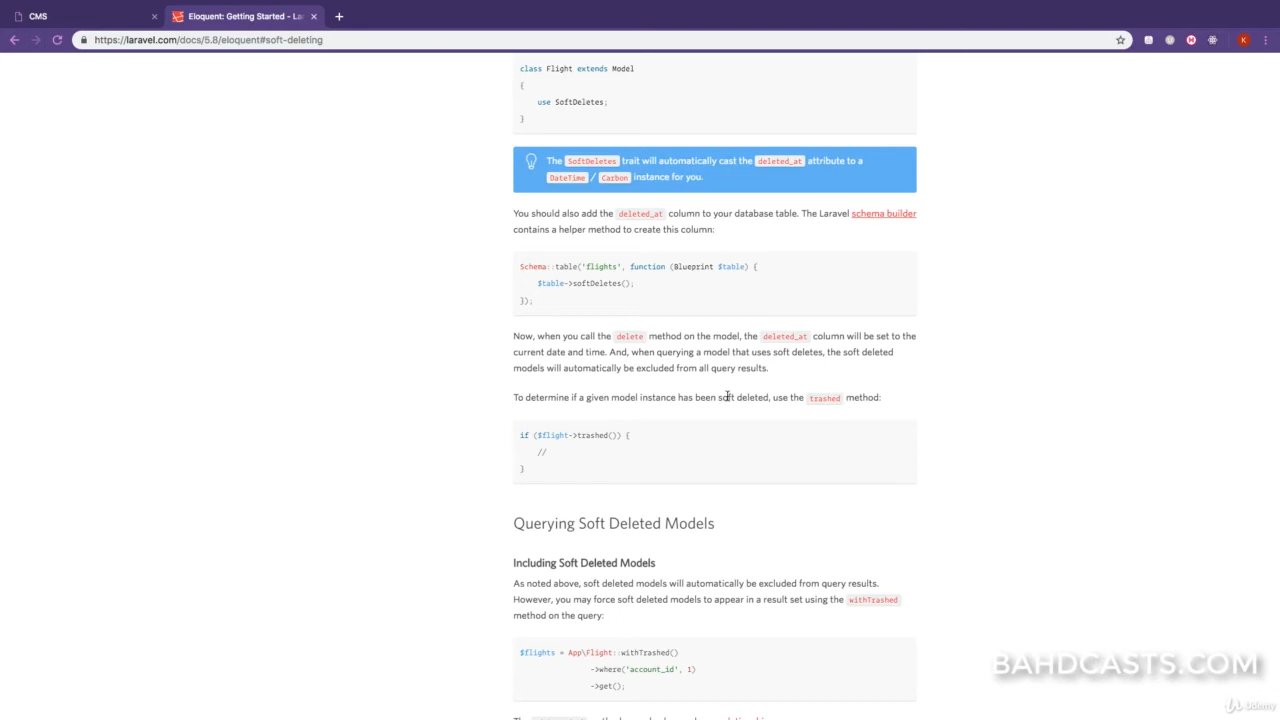 CMS
Eloquent: Getting Started - La
https://laravel.com/docs/5.8/eloquent#soft-deleting
K
class Flight extends Model
{
use SoftDeletes;
}
The SoftDeletes trait will automatically cast the deleted_at attribute to a
DateTime / Carbon instance for you.
You should also add the deleted_at column to your database table. The Laravel schema builder
contains a helper method to create this column:
Schema::table('flights', function (Blueprint $table) {
$table->softDeletes();
});
Now, when you call the delete method on the model, the deleted_at column will be set to the
current date and time. And, when querying a model that uses soft deletes, the soft deleted
models will automatically be excluded from all query results.
To determine if a given model instance has been soft deleted, use the trashed method:
if ($flight->trashed()) {
//
}
Querying Soft Deleted Models
Including Soft Deleted Models
As noted above, soft deleted models will automatically be excluded from query results.
However, you may force soft deleted models to appear in a result set using the withTrashed
method on the query:
$flights = App\Flight::withTrashed()
->where('account_id', 1)
->get();
BAHDCASTS.COM
Udemy